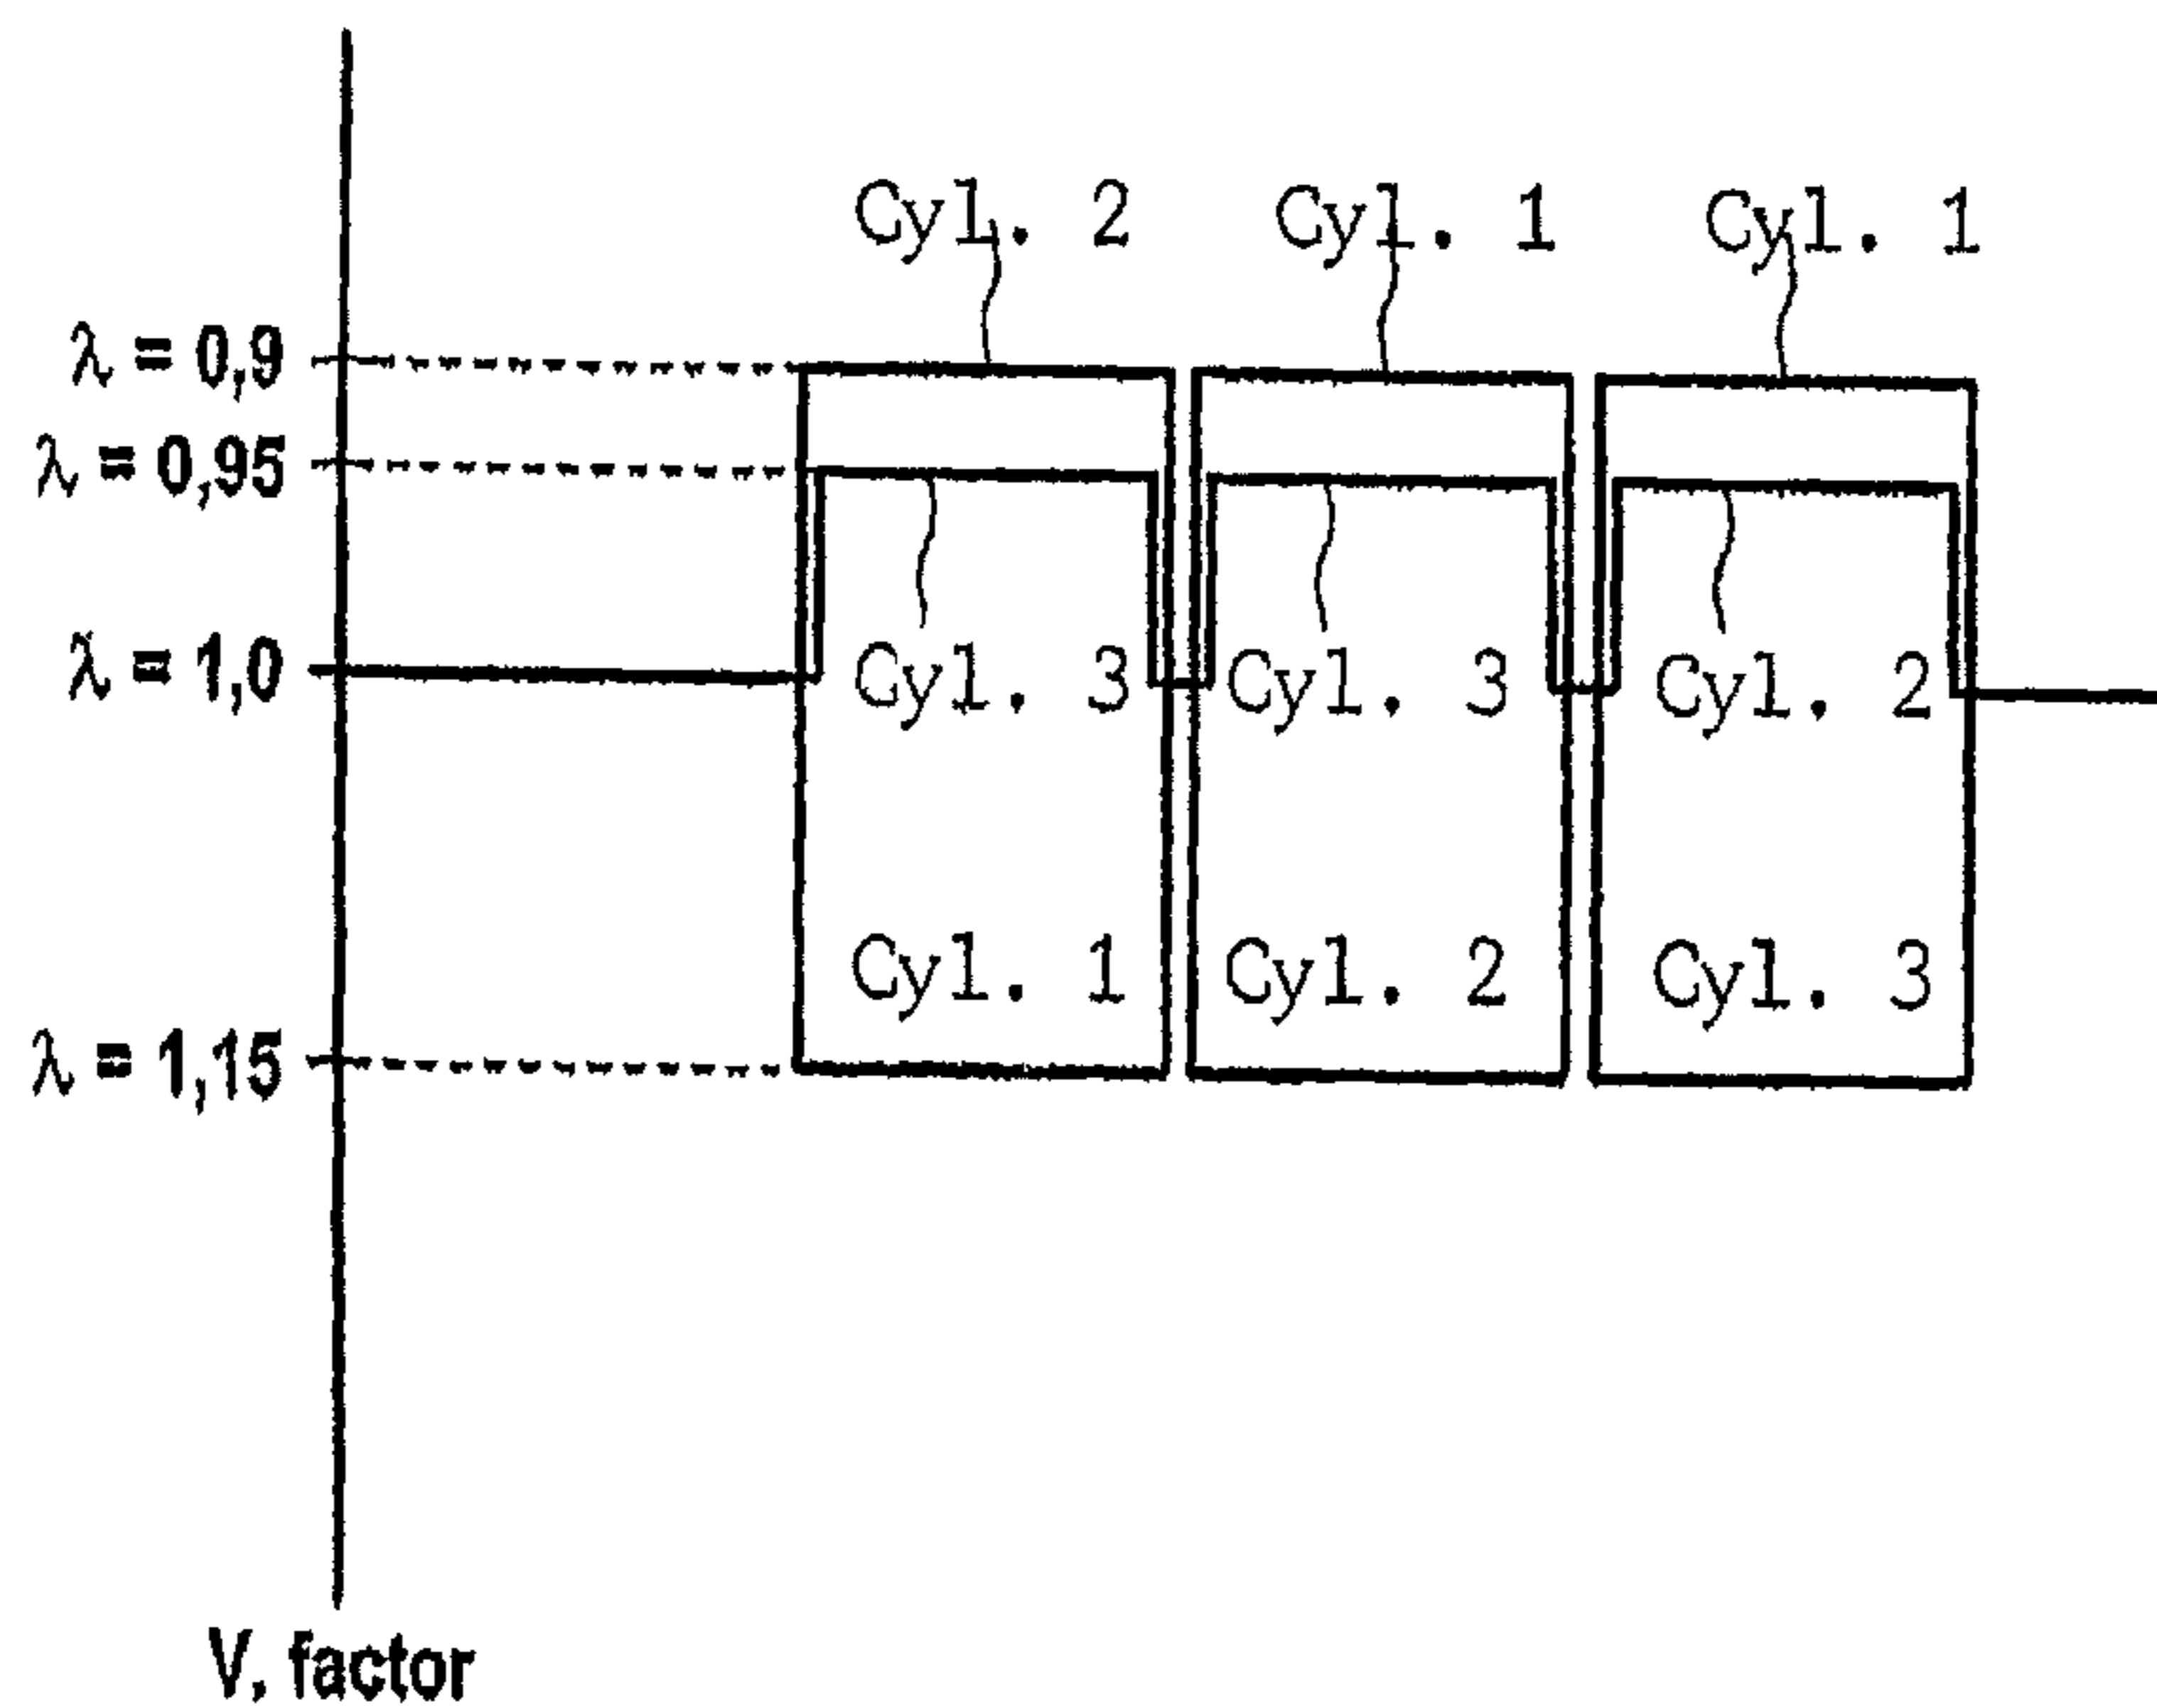 Cyl. 2 Cyl. 1 Cyl. 1
λ = 0,9
λ = 0,95
λ = 1,0
Cyl. 3 Cyl. 3 Cyl. 2
Cyl. 1 Cyl. 2 Cyl. 3
λ = 1,15
V, factor